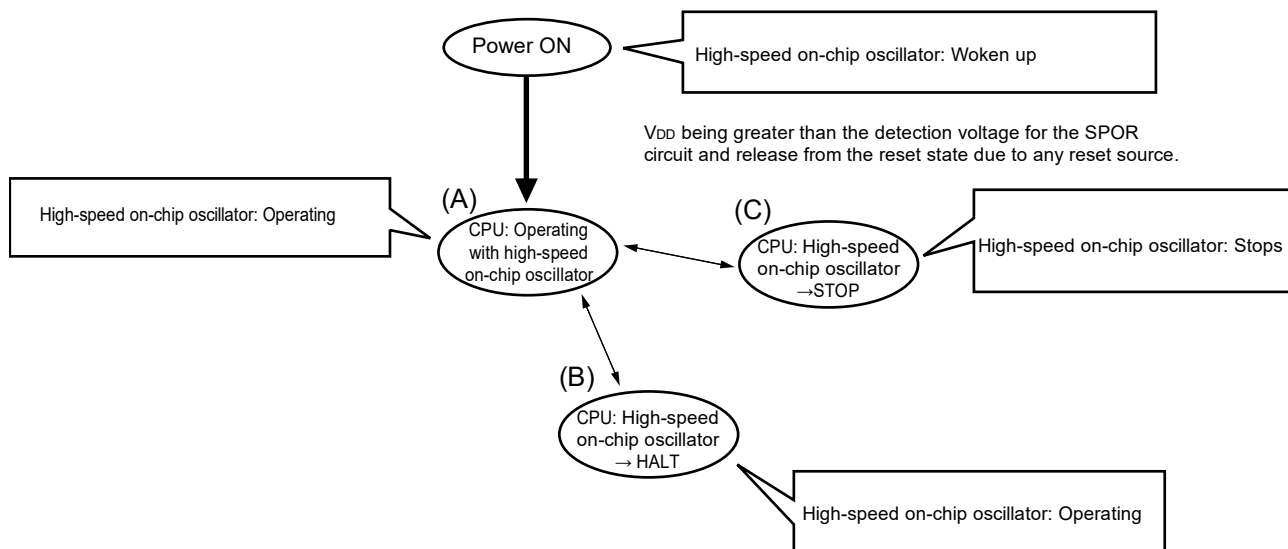 Power ON
High-speed on-chip oscillator: Woken up
VDD being greater than the detection voltage for the SPOR
circuit and release from the reset state due to any reset source.
High-speed on-chip oscillator: Operating
(A)
CPU: Operating
with high-speed
on-chip oscillator
(C)
CPU: High-speed
on-chip oscillator
→STOP
High-speed on-chip oscillator: Stops
(B)
CPU: High-speed
on-chip oscillator
→ HALT
High-speed on-chip oscillator: Operating